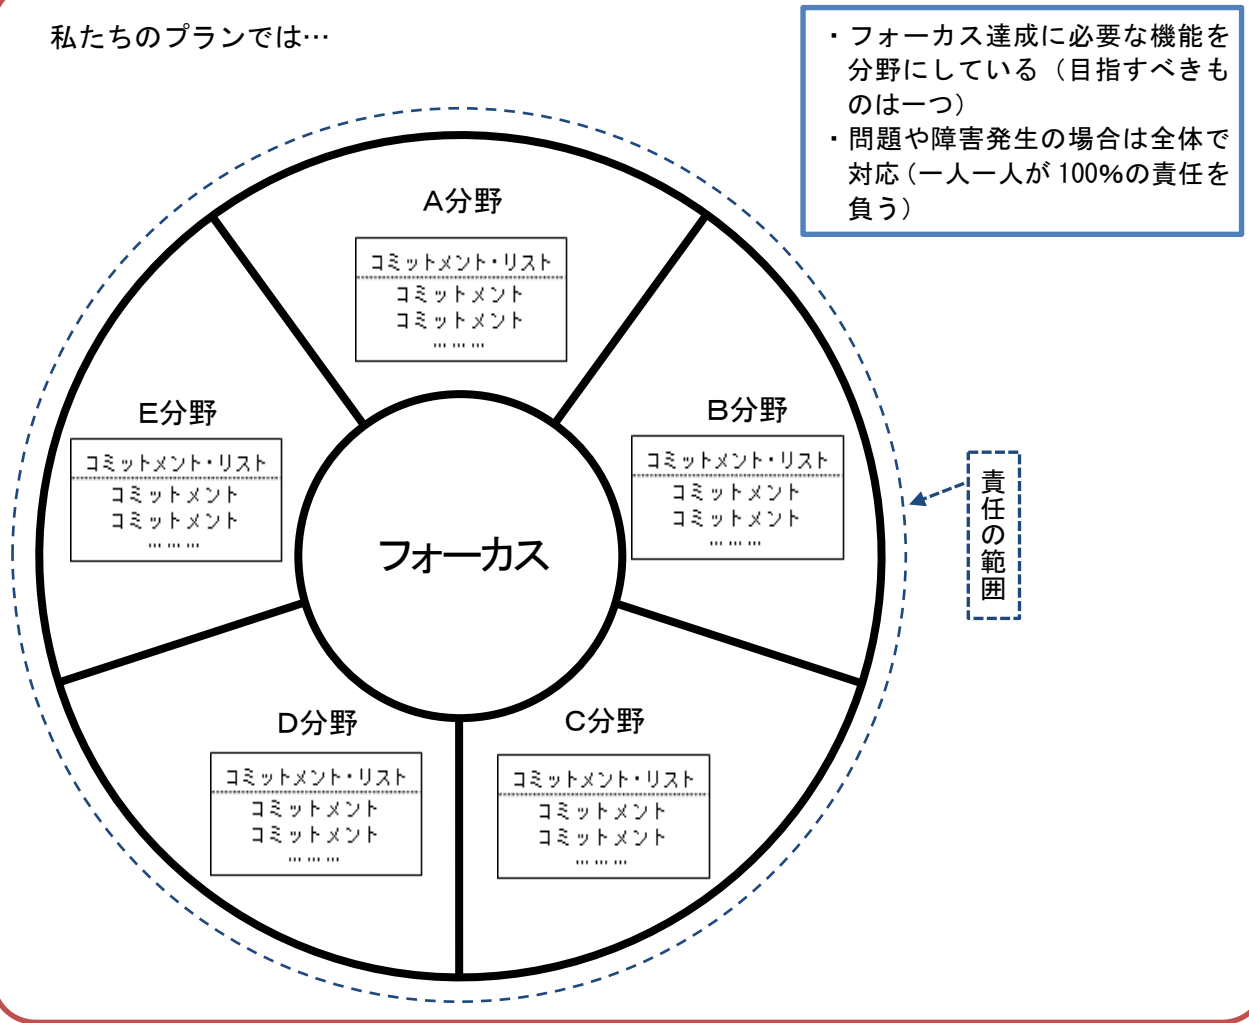 私たちのプランでは…
・フォーカス達成に必要な機能を
分野にしている（目指すべきも
のは一つ）
・問題や障害発生の場合は全体で
対応（一人一人が100%の責任を
負う）
A分野
コミットメント・リスト
コミットメント
コミットメント
………
E分野
コミットメント・リスト
コミットメント
コミットメント
………
B分野
コミットメント・リスト
コミットメント
コミットメント
………
責任の範囲
フォーカス
D分野
コミットメント・リスト
コミットメント
コミットメント
………
C分野
コミットメント・リスト
コミットメント
コミットメント
………